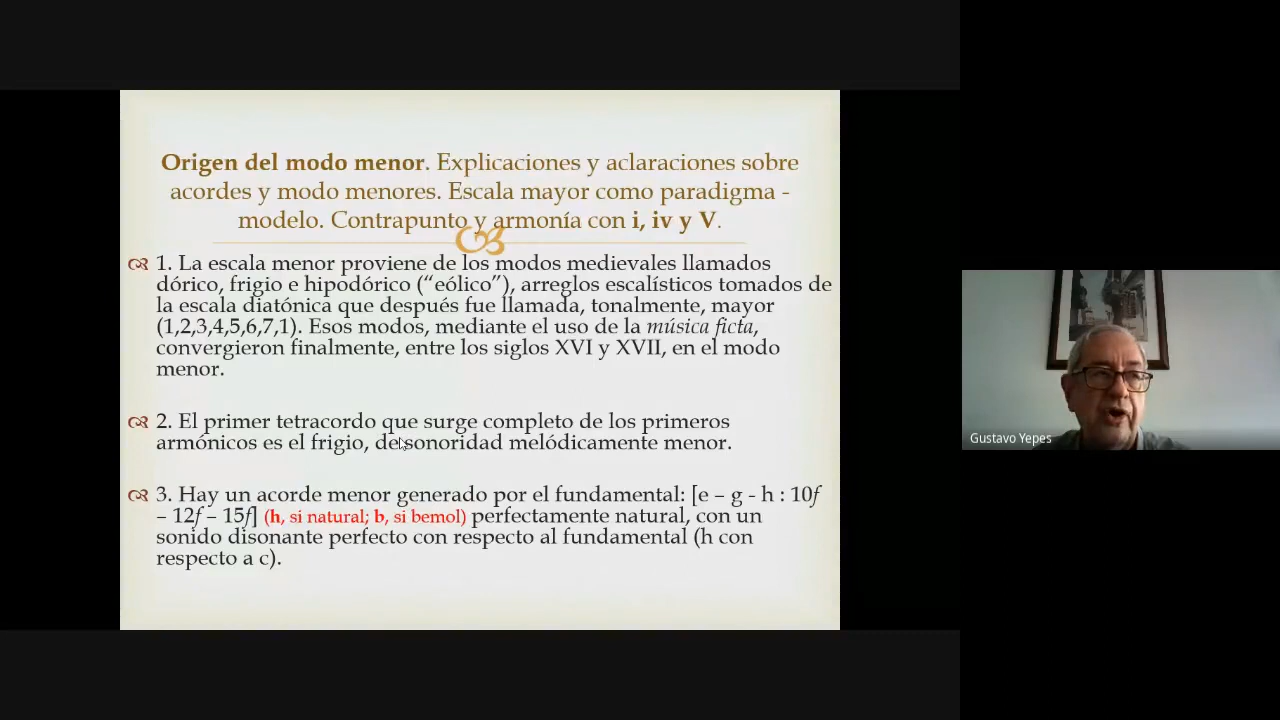 Origen del modo menor. Explicaciones y aclaraciones sobre
acordes y modo menores. Escala mayor como paradigma -
modelo. Contrapunto y armonía con i, iv y V.
1. La escala menor proviene de los modos medievales llamados
dórico, frigio e hipodórico (“eólico”), arreglos escalísticos tomados de
la escala diatónica que después fue llamada, tonalmente, mayor
(1,2,3,4,5,6,7,1). Esos modos, mediante el uso de la música ficta,
convergieron finalmente, entre los siglos XVI y XVII, en el modo
menor.
2. El primer tetracordo que surge completo de los primeros
armónicos es el frigio, de sonoridad melódicamente menor.
3. Hay un acorde menor generado por el fundamental: [e – g - h : 10f
– 12f – 15f] (h, si natural; b, si bemol) perfectamente natural, con un
sonido disonante perfecto con respecto al fundamental (h con
respecto a c).
Gustavo Yepes